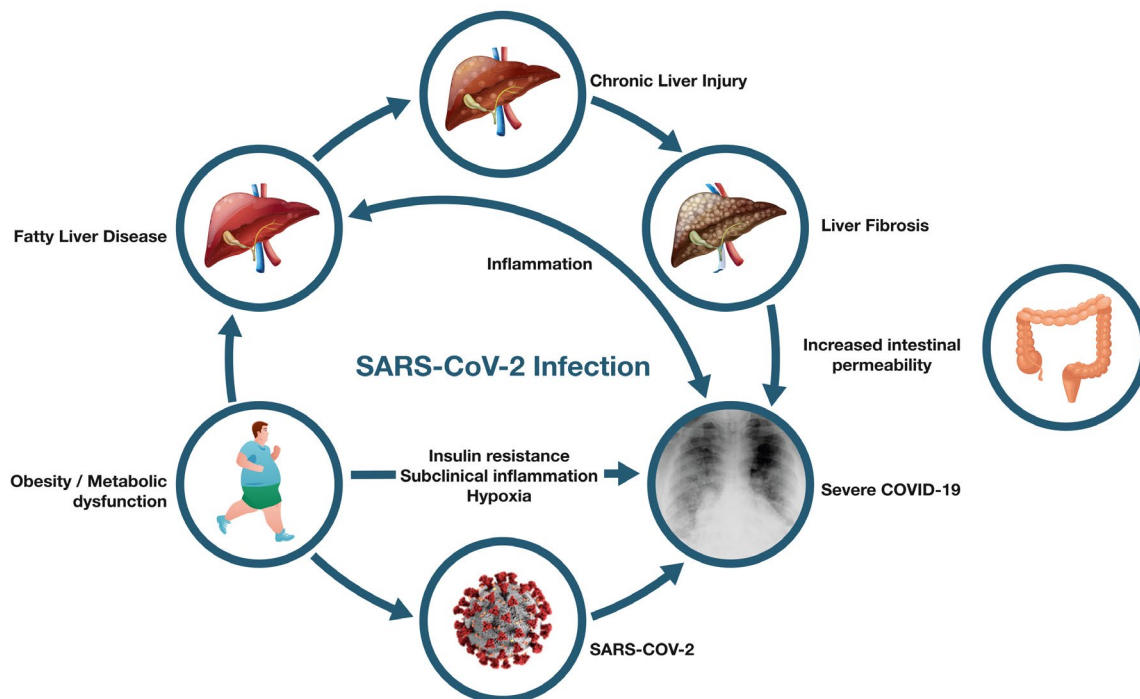 Chronic Liver Injury
Fatty Liver Disease
Liver Fibrosis
Inflammation
Increased intestinal
permeability
SARS-CoV-2 Infection
Obesity / Metabolic
dysfunction
Insulin resistance
Subclinical inflammation
Hypoxia
Severe COVID-19
SARS-COV-2